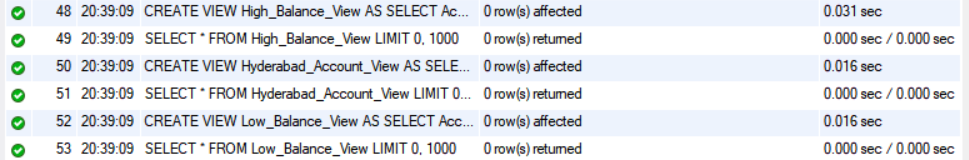 48 20:39:09 CREATE VIEW High_Balance_View AS SELECT Ac... 0 row(s) affected 0.031 sec
49 20:39:09 SELECT * FROM High_Balance_View LIMIT 0, 1000 0 row(s) returned 0.000 sec / 0.000 sec
50 20:39:09 CREATE VIEW Hyderabad_Account_View AS SELE... 0 row(s) affected 0.016 sec
51 20:39:09 SELECT * FROM Hyderabad_Account_View LIMIT 0... 0 row(s) returned 0.000 sec / 0.000 sec
52 20:39:09 CREATE VIEW Low_Balance_View AS SELECT Acc... 0 row(s) affected 0.016 sec
53 20:39:09 SELECT * FROM Low_Balance_View LIMIT 0, 1000 0 row(s) returned 0.000 sec / 0.000 sec